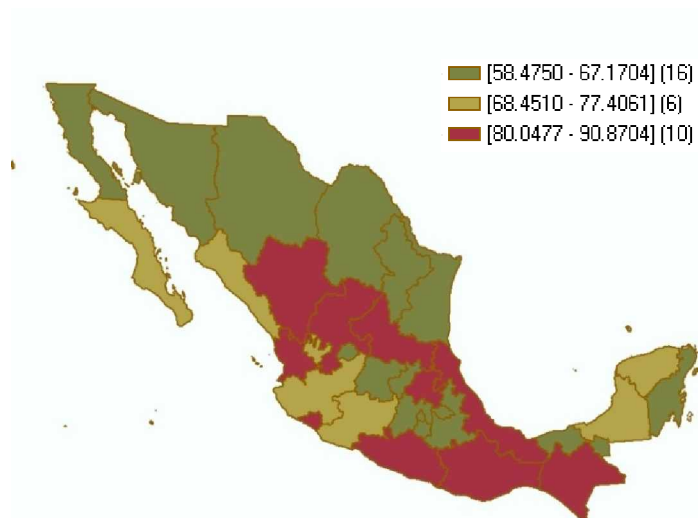 [58.4750 - 67.1704] (16)
[68.4510 - 77.4061] (6)
[80.0477 - 90.8704] (10)